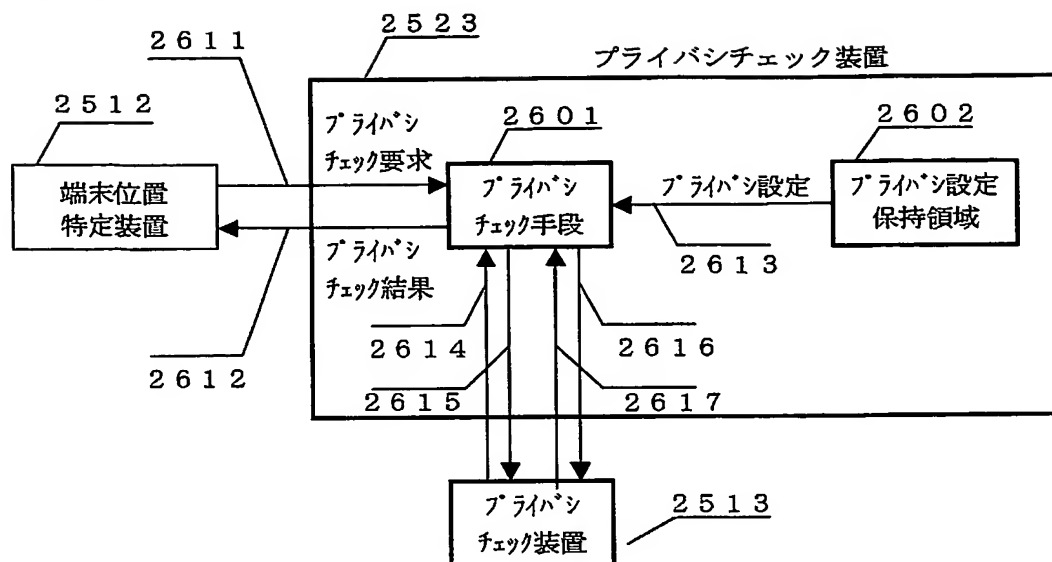 ２６１１
２５２３
プライバシチェック装置
２５１２
プライバシ
チェック要求
２６０１
２６０２
端末位置
特定装置
プライバシ
チェック手段
プライバシ設定
プライバシ設定
保持領域
プライバシ
チェック結果
２６１３
２６１２
２６１４
２６１５
２６１６
２６１７
プライバシ
チェック装置
２５１３